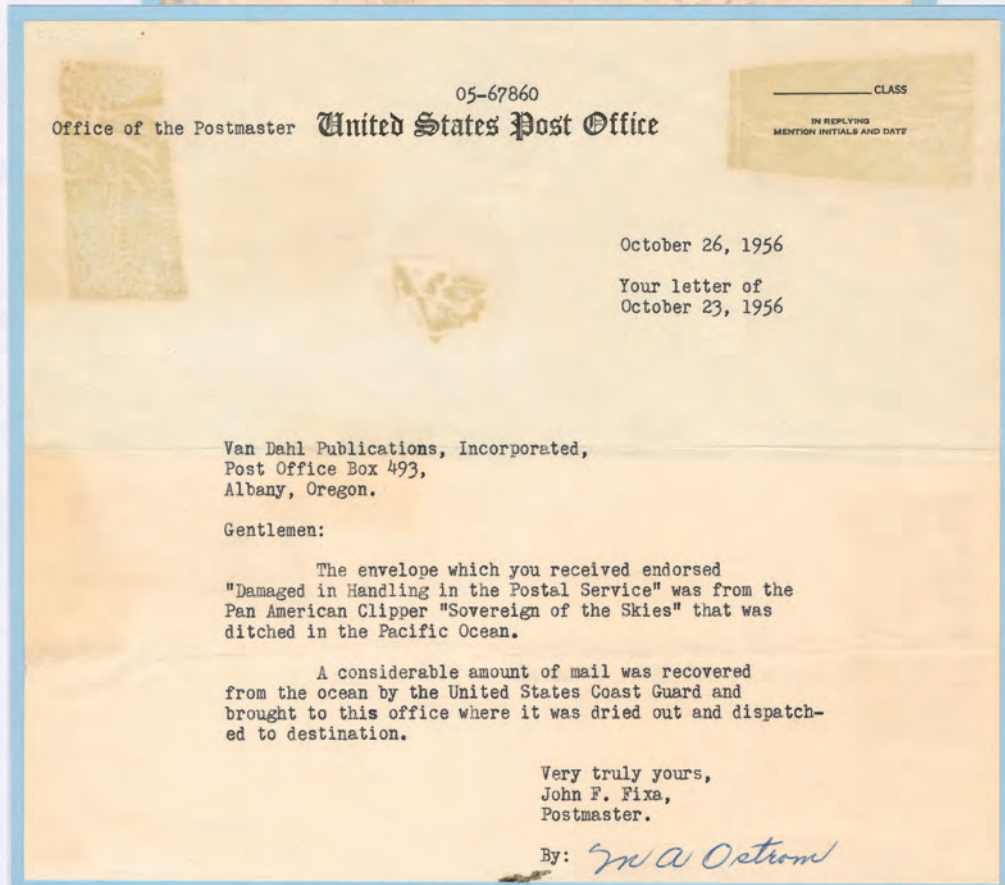 05-67860
Office of the Postmaster United States Post Office
CLASS
IN REPLYING
MENTION INITIALS AND DATE
October 26, 1956
Your letter of
October 23, 1956
Van Dahl Publications, Incorporated,
Post Office Box 493,
Albany, Oregon.
Gentlemen:
The envelope which you received endorsed
"Damaged in Handling in the Postal Service" was from the
Pan American Clipper "Sovereign of the Skies" that was
ditched in the Pacific Ocean.
A considerable amount of mail was recovered
from the ocean by the United States Coast Guard and
brought to this office where it was dried out and dispatch-
ed to destination.
Very truly yours,
John F. Fixa,
Postmaster.
By: M A Ostrom